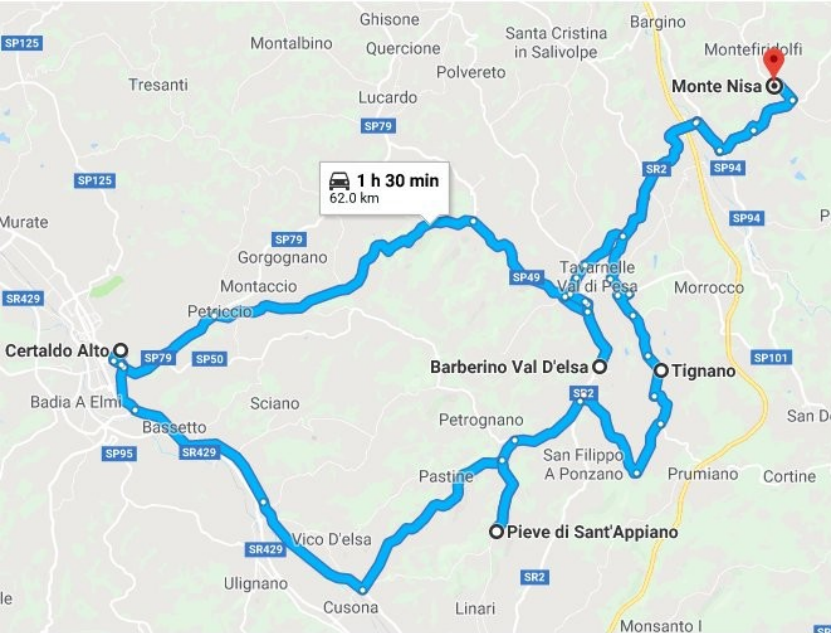 Ghisone
Bargino
SP125
Montalbino
Quercione
Santa Cristina
in Salivolpe
Montefiridolfi
Tresanti
Polvereto
Monte Nisa
Lucardo
SP79
1 h 30 min
62.0 km
SR2
SP94
SP125
SP94
Murate
SP79
Gorgognano
SP49
Tavarnelle
Val di Pesa
Montaccio
Morrocco
SR429
Petriccio
Certaldo Alto
SP79
SP50
Barberino Val D'elsa
Tignano
SP101
SR2
Badia A Elmi
Sciano
Petrognano
San D
Bassetto
SP95
SR429
San Filippo
A Ponzano
Pastine
Prumiano
Cortine
Vico D'elsa
Pieve di Sant'Appiano
SR429
Ulignano
SR2
Cusona
Linari
Monsanto I